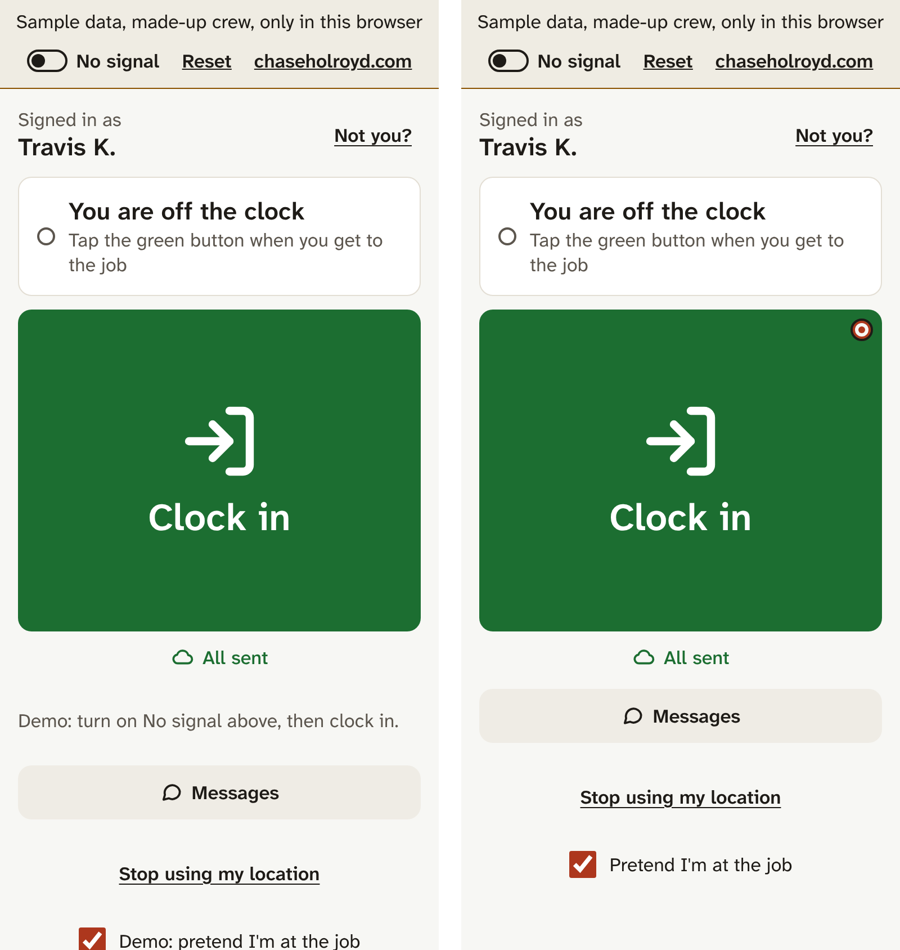 Sample data, made-up crew, only in this browser
No signal Reset chaseholroyd.com
Signed in as
Travis K.
Not you?
You are off the clock
Tap the green button when you get to
the job
Clock in
All sent
Demo: turn on No signal above, then clock in.
Messages
Stop using my location
Demo: pretend I'm at the job
Sample data, made-up crew, only in this browser
No signal Reset chaseholroyd.com
Signed in as
Travis K.
Not you?
You are off the clock
Tap the green button when you get to
the job
Clock in
All sent
Messages
Stop using my location
Pretend I'm at the job